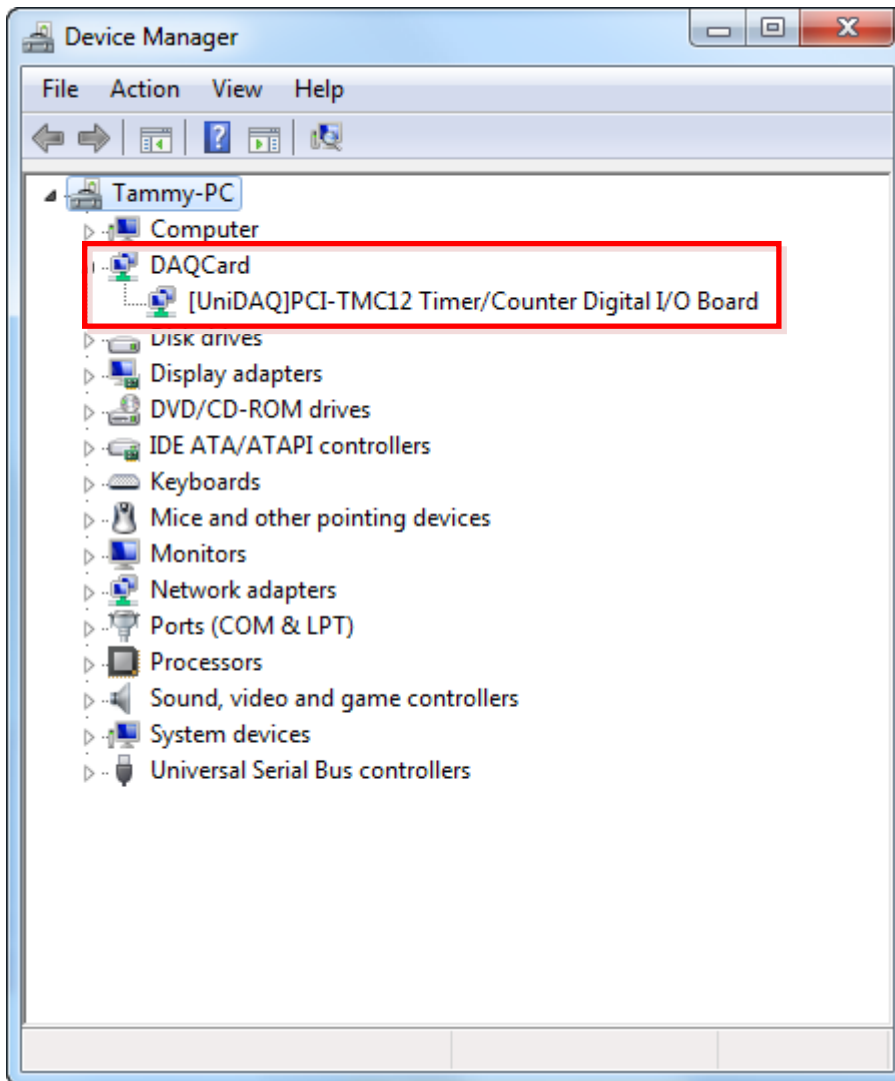 Device Manager
File Action View Help
Tammy-PC
Computer
DAQCard
[UniDAQ]PCI-TMC12 Timer/Counter Digital I/O Board
Disk drives
Display adapters
DVD/CD-ROM drives
IDE ATA/ATAPI controllers
Keyboards
Mice and other pointing devices
Monitors
Network adapters
Ports (COM & LPT)
Processors
Sound, video and game controllers
System devices
Universal Serial Bus controllers